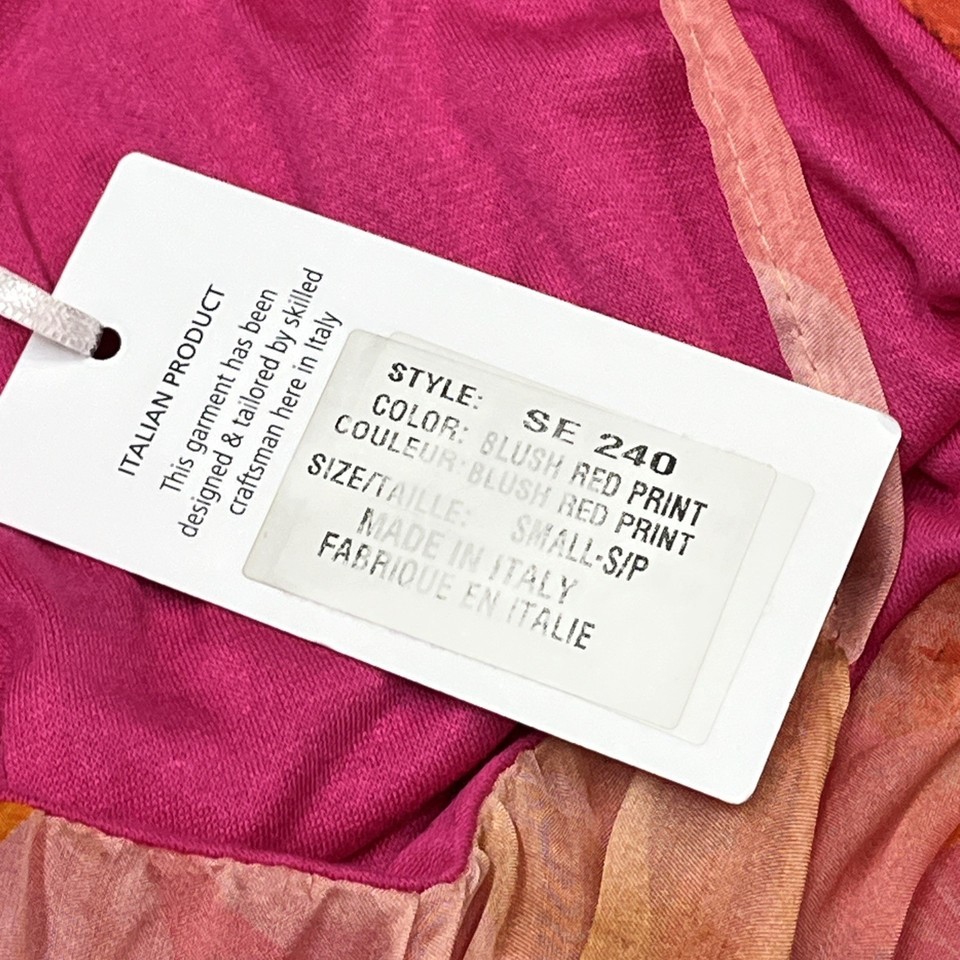 ITALIAN PRODUCT
This garment has been
designed & tailored by skilled
craftsman here in Italy
STYLE: SE 240
COLOR: BLUSH RED PRINT
COULEUR: BLUSH RED PRINT
SIZE/TAILLE: SMALL-S/P
MADE IN ITALY
FABRIQUE EN ITALIE